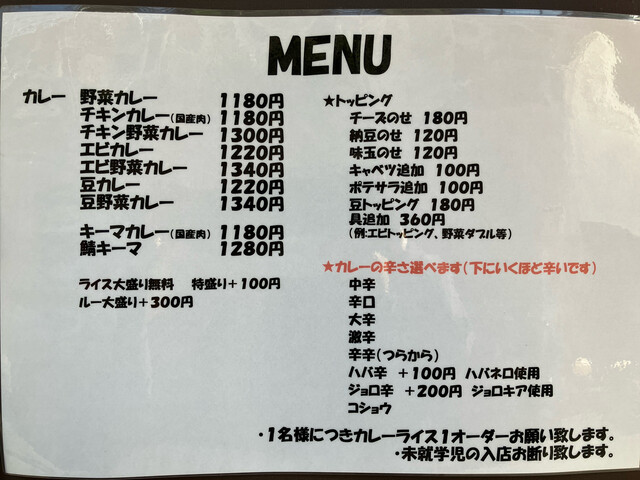 MENU
カレー 野菜カレー 1180円
チキンカレー(国産肉) 1180円
チキン野菜カレー 1300円
エビカレー 1220円
エビ野菜カレー 1340円
豆カレー 1220円
豆野菜カレー 1340円
キーマカレー(国産肉) 1180円
鯖キーマ 1280円
ライス大盛り無料 特盛り+100円
ルー大盛り+300円
★トッピング
チーズのせ 180円
納豆のせ 120円
味玉のせ 120円
キャベツ追加 100円
ポテサラ追加 100円
豆トッピング 180円
具追加 360円
(例:エビトッピング、野菜ダブル等)
★カレーの辛さ選べます(下にいくほど辛いです)
中辛
辛口
大辛
激辛
辛辛(つらから)
ハバ辛 +100円 ハバネロ使用
ジョロ辛 +200円 ジョロキア使用
コショウ
・1名様につきカレーライス1オーダーお願い致します。
・未就学児の入店お断り致します。